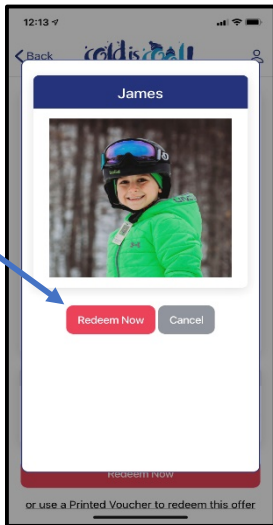 12:13
Back cold is cool
James
Redeem Now Cancel
Redeem Now
or use a Printed Voucher to redeem this offer